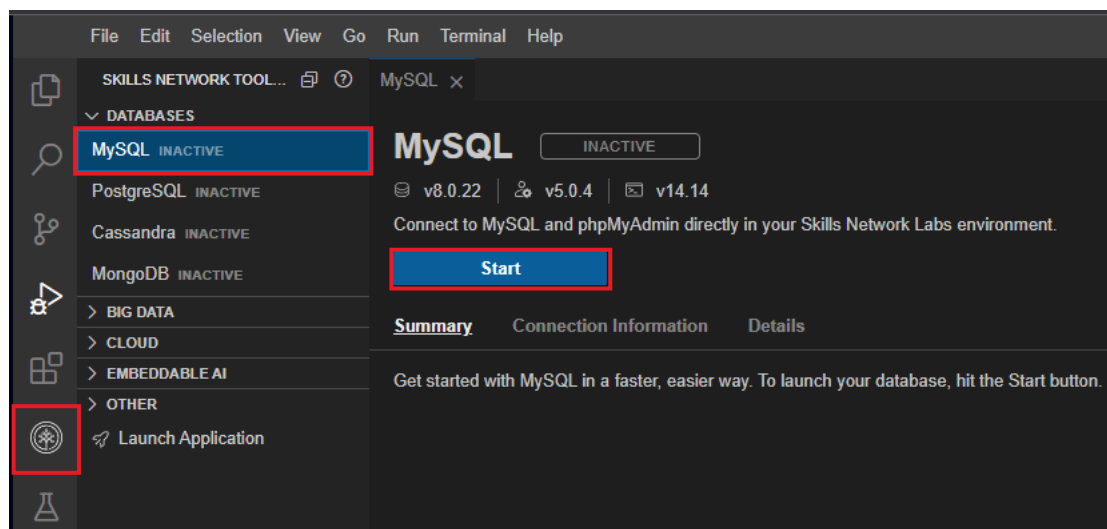 File Edit Selection View Go Run Terminal Help
SKILLS NETWORK TOOL...
MySQL
DATABASES
MySQL INACTIVE
PostgreSQL INACTIVE
Cassandra INACTIVE
MongoDB INACTIVE
BIG DATA
CLOUD
EMBEDDABLE AI
OTHER
Launch Application
MySQL INACTIVE
v8.0.22 v5.0.4 v14.14
Connect to MySQL and phpMyAdmin directly in your Skills Network Labs environment.
Start
Summary Connection Information Details
Get started with MySQL in a faster, easier way. To launch your database, hit the Start button.